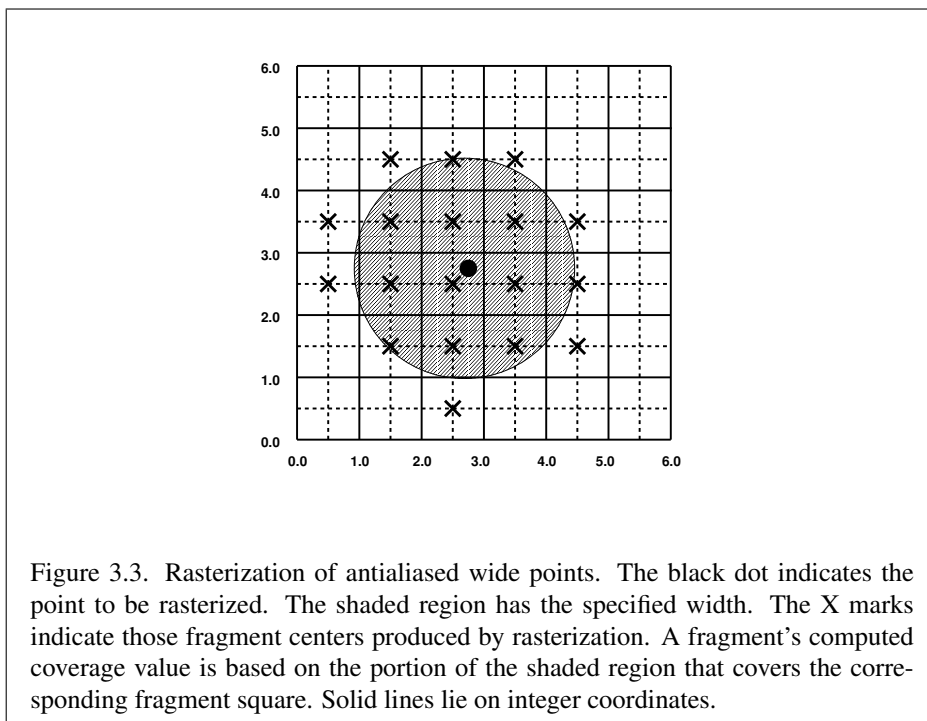 6.0
5.0
4.0
3.0
2.0
1.0
0.0
0.0 1.0 2.0 3.0 4.0 5.0 6.0
Figure 3.3. Rasterization of antialiased wide points. The black dot indicates the
point to be rasterized. The shaded region has the specified width. The X marks
indicate those fragment centers produced by rasterization. A fragment's computed
coverage value is based on the portion of the shaded region that covers the corre-
sponding fragment square. Solid lines lie on integer coordinates.